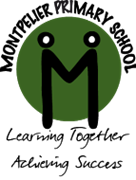 MONTPELIER PRIMARY SCHOOL
Learning Together
Achieving Success